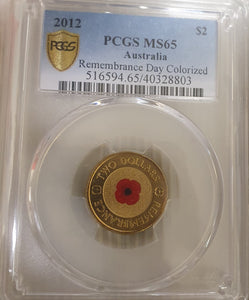 2012 $2
PCGS PCGS MS65
Australia
Remembrance Day Colorized
516594.65/40328803
TWO DOLLARS
REMEMBRANCE